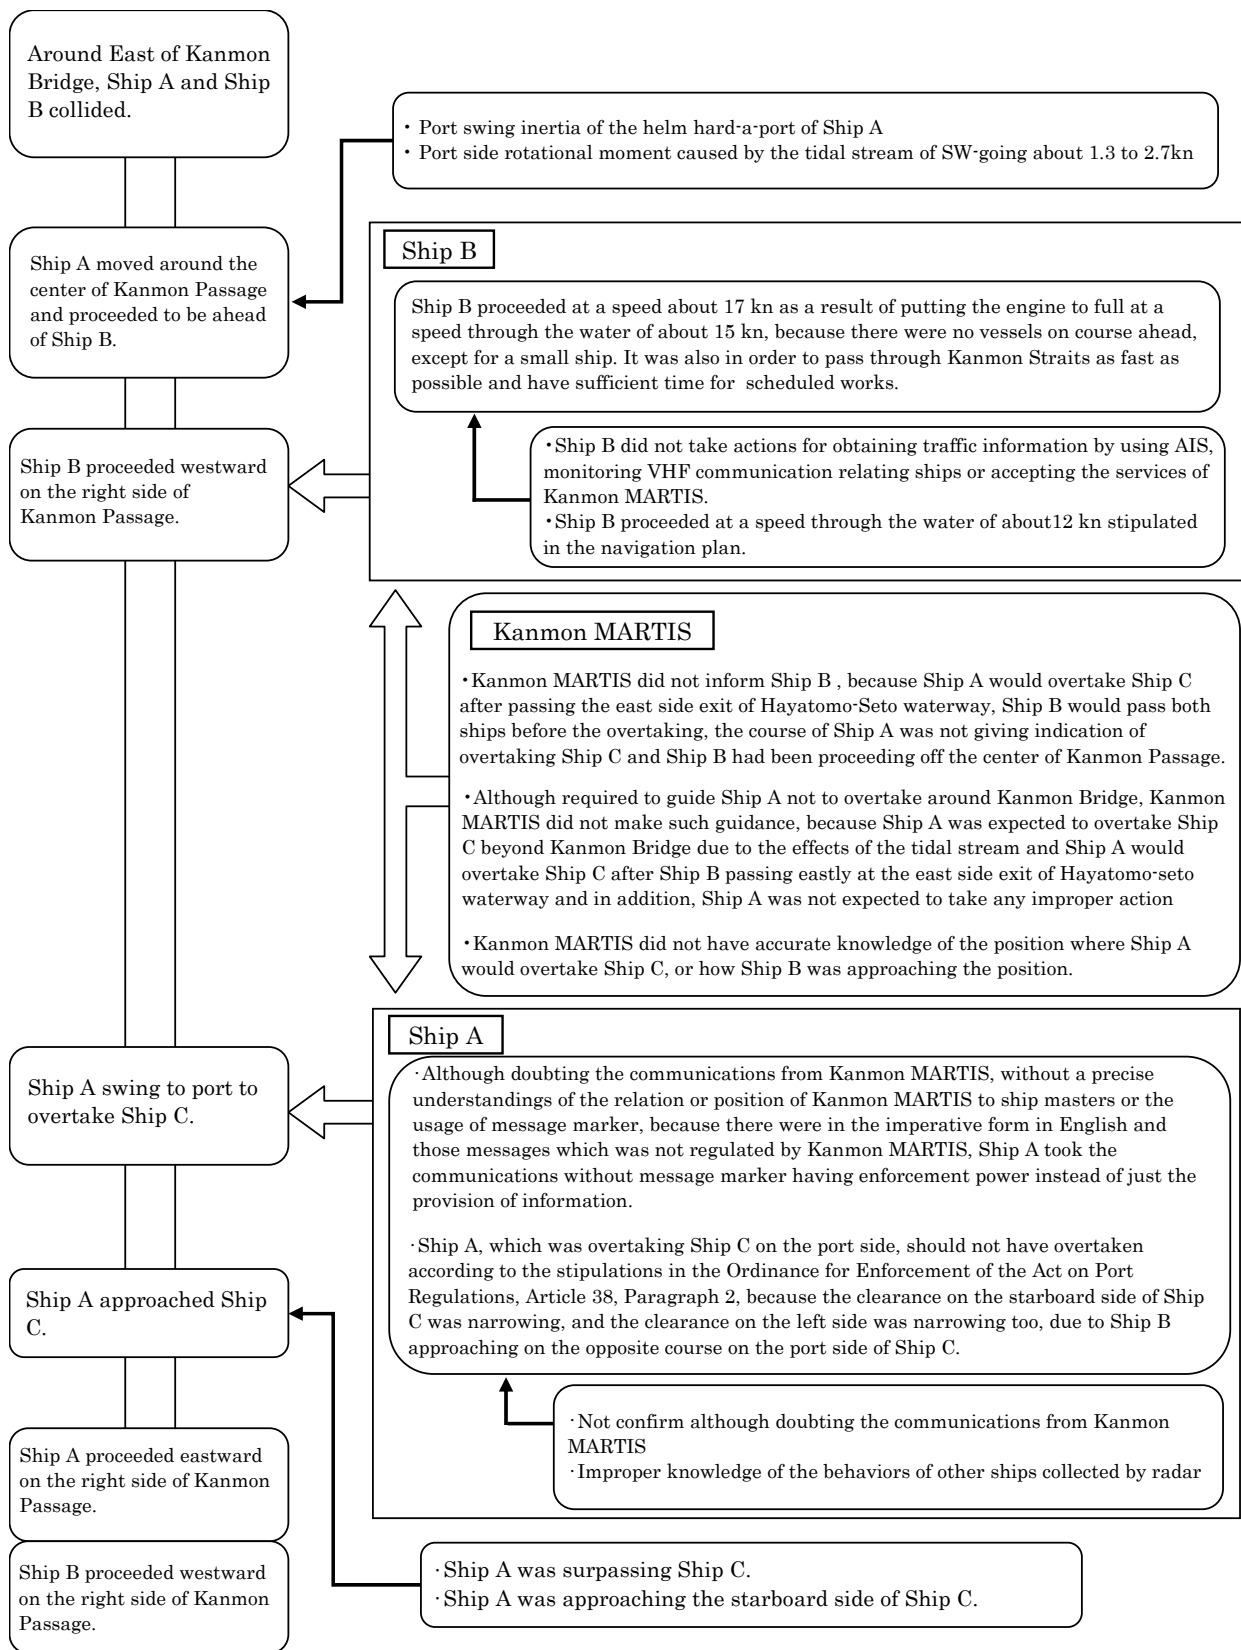 Around East of Kanmon
Bridge, Ship A and Ship
B collided.
・Port swing inertia of the helm hard-a-port of Ship A
・Port side rotational moment caused by the tidal stream of SW-going about 1.3 to 2.7kn
Ship A moved around the
center of Kanmon Passage
and proceeded to be ahead
of Ship B.
Ship B
Ship B proceeded at a speed about 17 kn as a result of putting the engine to full at a
speed through the water of about 15 kn, because there were no vessels on course ahead,
except for a small ship. It was also in order to pass through Kanmon Straits as fast as
possible and have sufficient time for scheduled works.
・Ship B did not take actions for obtaining traffic information by using AIS,
monitoring VHF communication relating ships or accepting the services of
Kanmon MARTIS.
・Ship B proceeded at a speed through the water of about12 kn stipulated
in the navigation plan.
Ship B proceeded westward
on the right side of
Kanmon Passage.
Kanmon MARTIS
・Kanmon MARTIS did not inform Ship B , because Ship A would overtake Ship C
after passing the east side exit of Hayatomo-Seto waterway, Ship B would pass both
ships before the overtaking, the course of Ship A was not giving indication of
overtaking Ship C and Ship B had been proceeding off the center of Kanmon Passage.
・Although required to guide Ship A not to overtake around Kanmon Bridge, Kanmon
MARTIS did not make such guidance, because Ship A was expected to overtake Ship
C beyond Kanmon Bridge due to the effects of the tidal stream and Ship A would
overtake Ship C after Ship B passing eastly at the east side exit of Hayatomo-seto
waterway and in addition, Ship A was not expected to take any improper action
・Kanmon MARTIS did not have accurate knowledge of the position where Ship A
would overtake Ship C, or how Ship B was approaching the position.
Ship A
・Although doubting the communications from Kanmon MARTIS, without a precise
understandings of the relation or position of Kanmon MARTIS to ship masters or the
usage of message marker, because there were in the imperative form in English and
those messages which was not regulated by Kanmon MARTIS, Ship A took the
communications without message marker having enforcement power instead of just the
provision of information.
・Ship A, which was overtaking Ship C on the port side, should not have overtaken
according to the stipulations in the Ordinance for Enforcement of the Act on Port
Regulations, Article 38, Paragraph 2, because the clearance on the starboard side of Ship
C was narrowing, and the clearance on the left side was narrowing too, due to Ship B
approaching on the opposite course on the port side of Ship C.
・Not confirm although doubting the communications from Kanmon
MARTIS
・Improper knowledge of the behaviors of other ships collected by radar
Ship A swing to port to
overtake Ship C.
Ship A approached Ship
C.
Ship A proceeded eastward
on the right side of Kanmon
Passage.
Ship B proceeded westward
on the right side of Kanmon
Passage.
・Ship A was surpassing Ship C.
・Ship A was approaching the starboard side of Ship C.